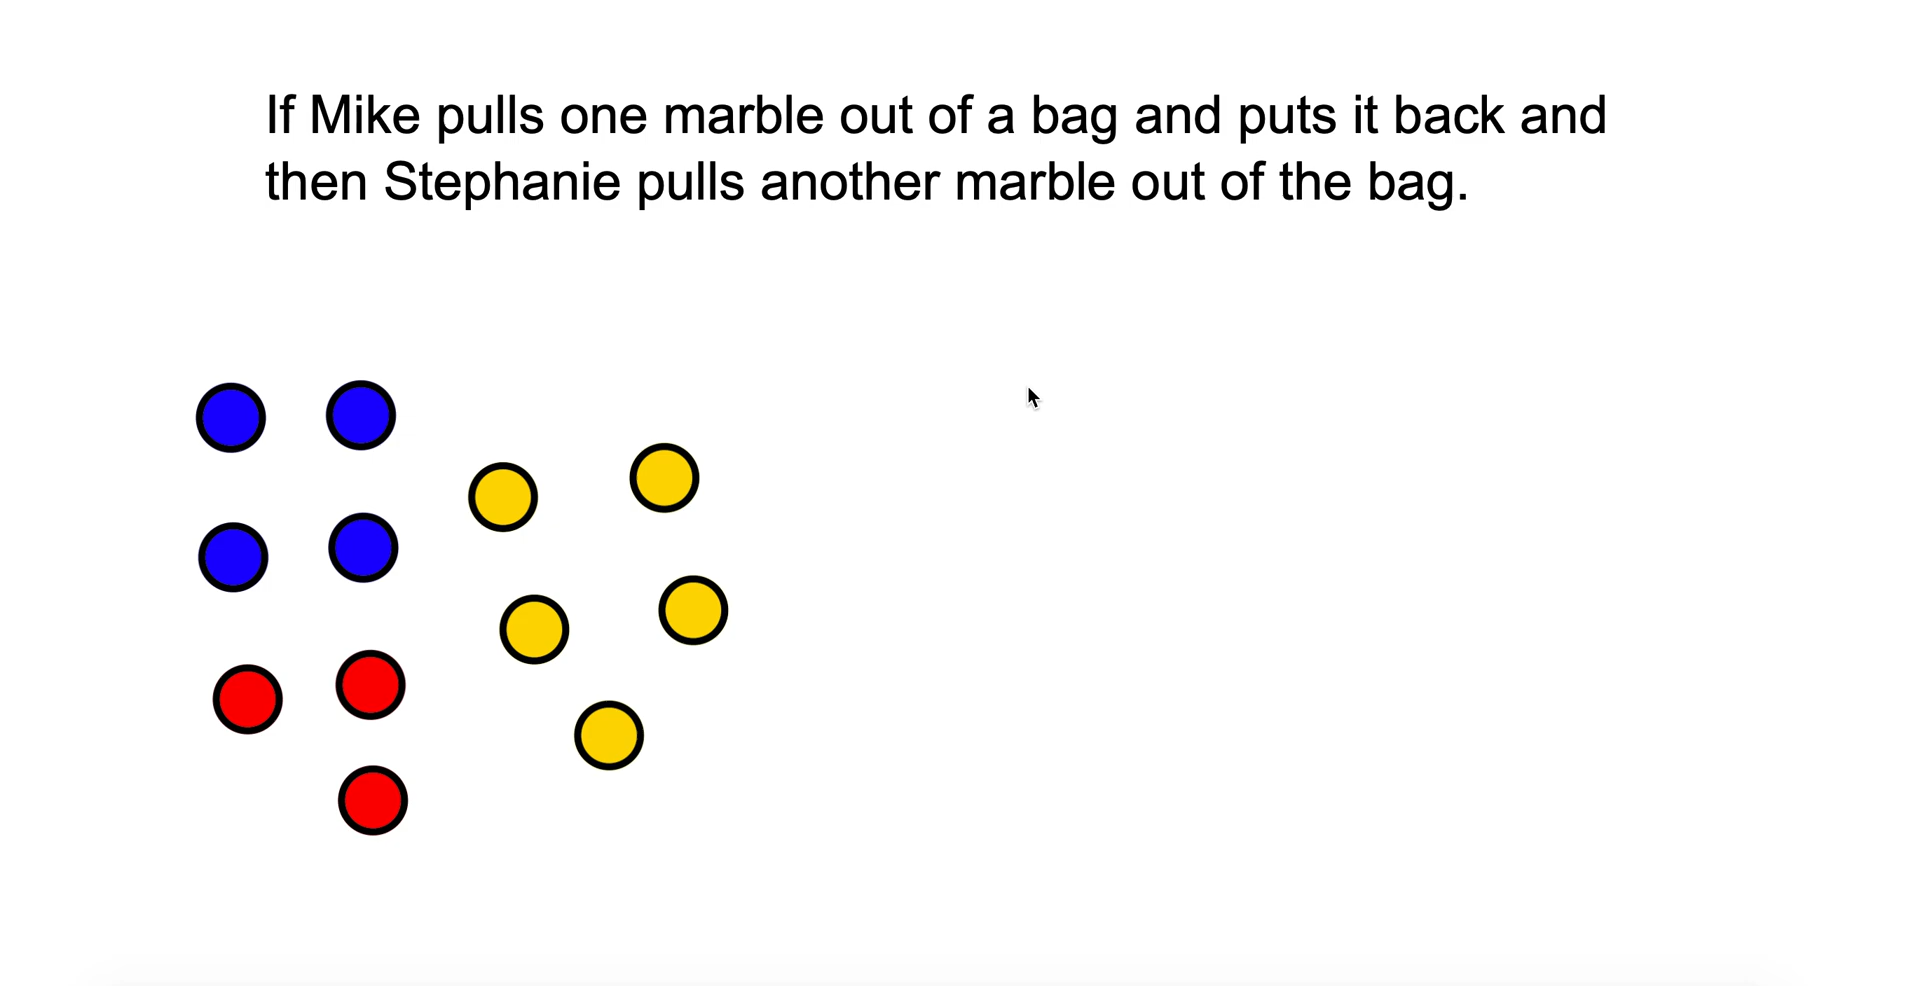 If Mike pulls one marble out of a bag and puts it back and
then Stephanie pulls another marble out of the bag.